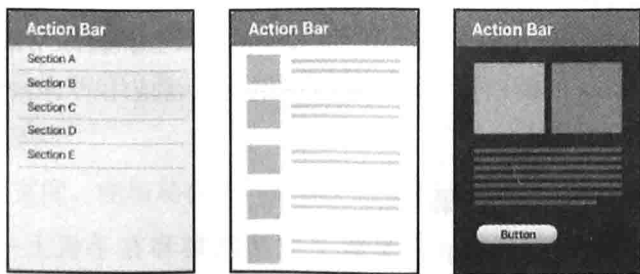 Action Bar
Section A
Section B
Section C
Section D
Section E
Action Bar
Action Bar
Button